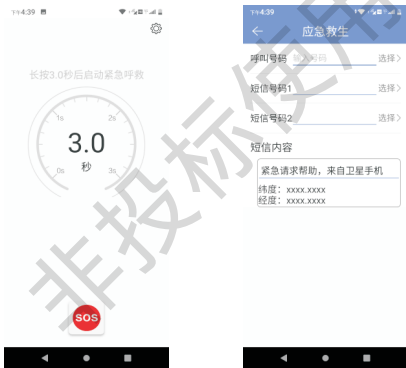 下午4:39
长按3.0秒后启动紧急呼救
1s 2s
3.0
秒
0s 3s
SOS
下午4:39
应急救生
呼叫号码 输入号码 选择>
短信号码1 选择>
短信号码2 选择>
短信内容
紧急请求帮助，来自卫星手机
纬度：xxxx.xxxx
经度：xxxx.xxxx
非投标使用